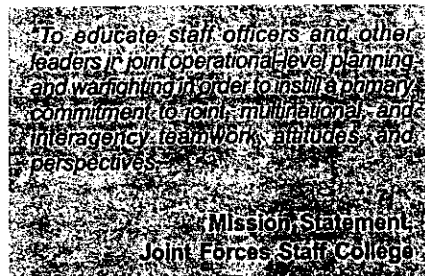 "To educate staff officers and other
leaders in joint operational-level planning
and warfighting in order to instill a primary
commitment to joint, multinational, and
interagency teamwork, attitudes, and
perspectives.
Mission Statement,
Joint Forces Staff College